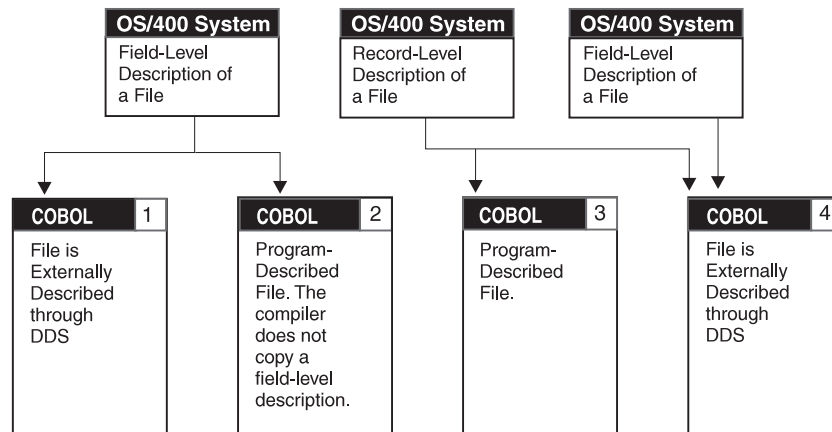 OS/400 System
Field-Level
Description of
a File
OS/400 System
Record-Level
Description of
a File
OS/400 System
Field-Level
Description of
a File
COBOL 1
File is
Externally
Described
through
DDS
COBOL 2
Program-
Described
File. The
compiler
does not
copy a
field-level
description.
COBOL 3
Program-
Described
File.
COBOL 4
File is
Externally
Described
through
DDS